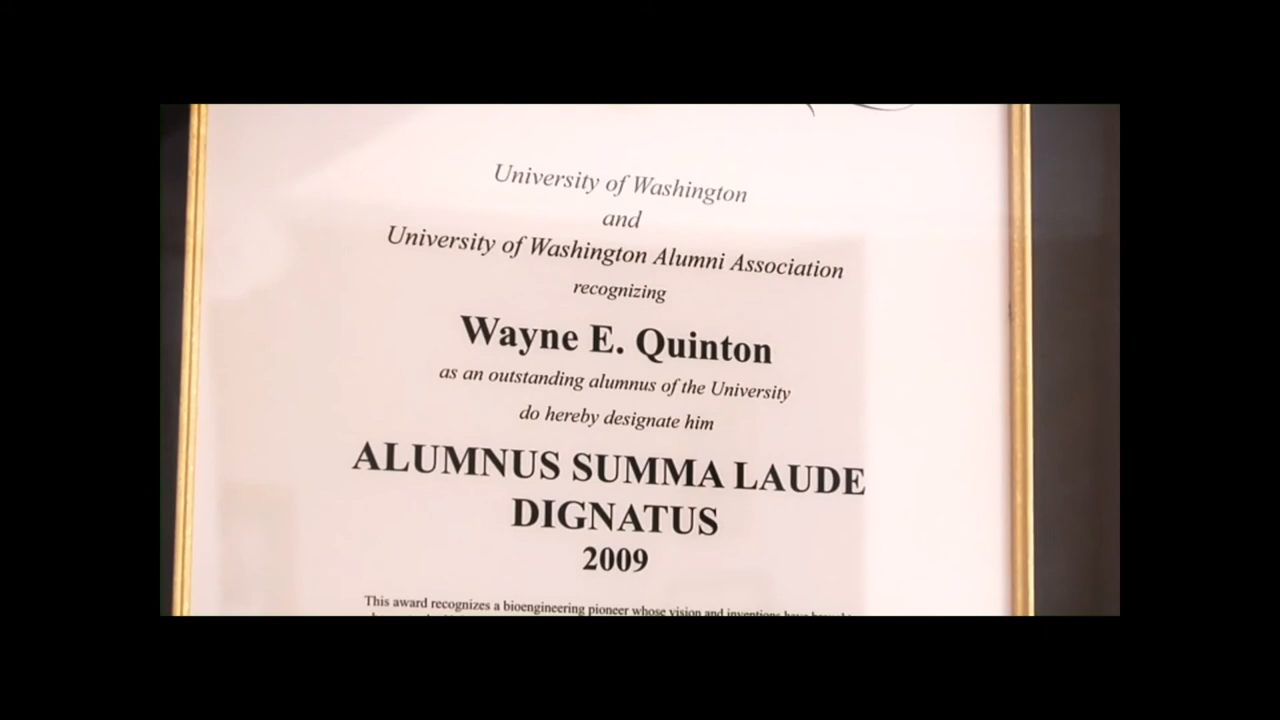 University of Washington
and
University of Washington Alumni Association
recognizing
Wayne E. Quinton
as an outstanding alumnus of the University
do hereby designate him
ALUMNUS SUMMA LAUDE
DIGNATUS
2009
This award recognizes a bioengineering pioneer whose vision and inventions have